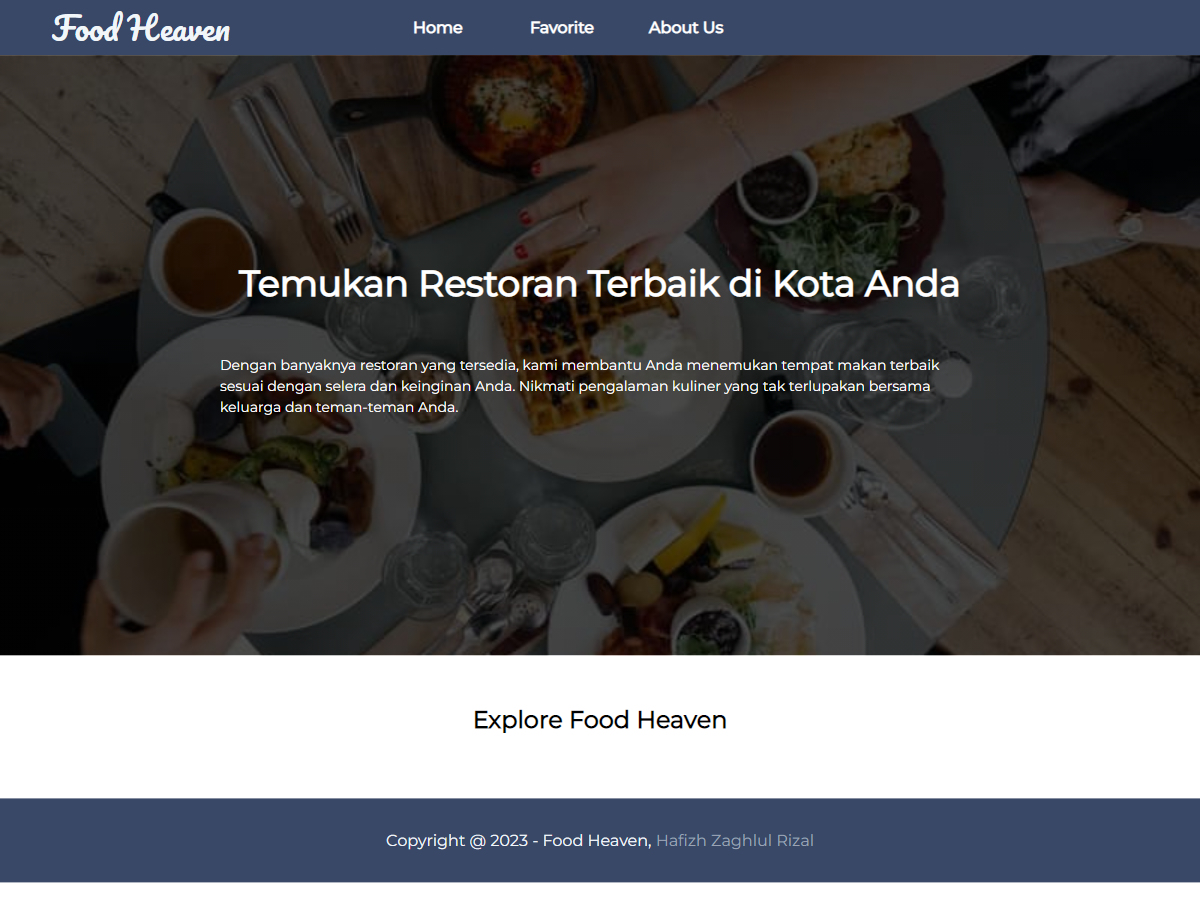 Food Heaven
Home
Favorite
About Us
Temukan Restoran Terbaik di Kota Anda
Dengan banyaknya restoran yang tersedia, kami membantu Anda menemukan tempat makan terbaik
sesuai dengan selera dan keinginan Anda. Nikmati pengalaman kuliner yang tak terlupakan bersama
keluarga dan teman-teman Anda.
Explore Food Heaven
Copyright @ 2023 - Food Heaven, Hafizh Zaghlul Rizal